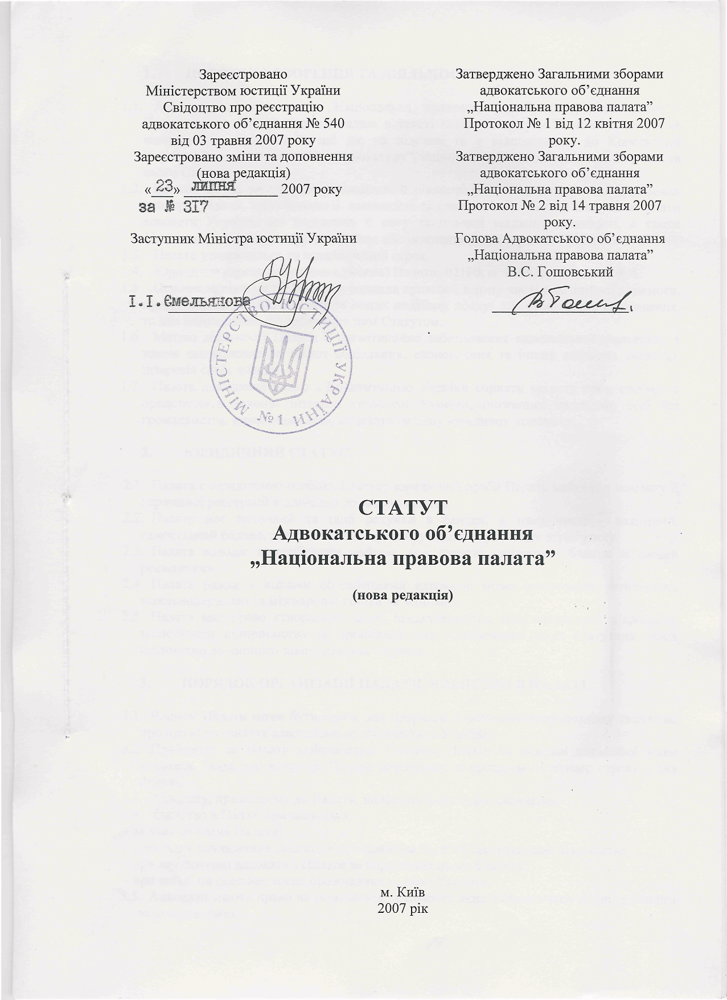 Зареєстровано
Міністерством юстиції України
Свідоцтво про реєстрацію
адвокатського об’єднання № 540
від 03 травня 2007 року
Зареєстровано зміни та доповнення
(нова редакція)
«23» липня 2007 року
за № 317
Заступник Міністра юстиції України
І.І.Ємельянова
Затверджено Загальними зборами
адвокатського об’єднання
„Національна правова палата”
Протокол № 1 від 12 квітня 2007
року.
Затверджено Загальними зборами
адвокатського об’єднання
„Національна правова палата”
Протокол № 2 від 14 травня 2007
року.
Голова Адвокатського об’єднання
„Національна правова палата”
В.С. Гошовський
МІНІСТЕРСТВО ЮСТИЦІЇ УКРАЇНИ №1
СТАТУТ
Адвокатського об’єднання
„Національна правова палата”
(нова редакція)
м. Київ
2007 рік